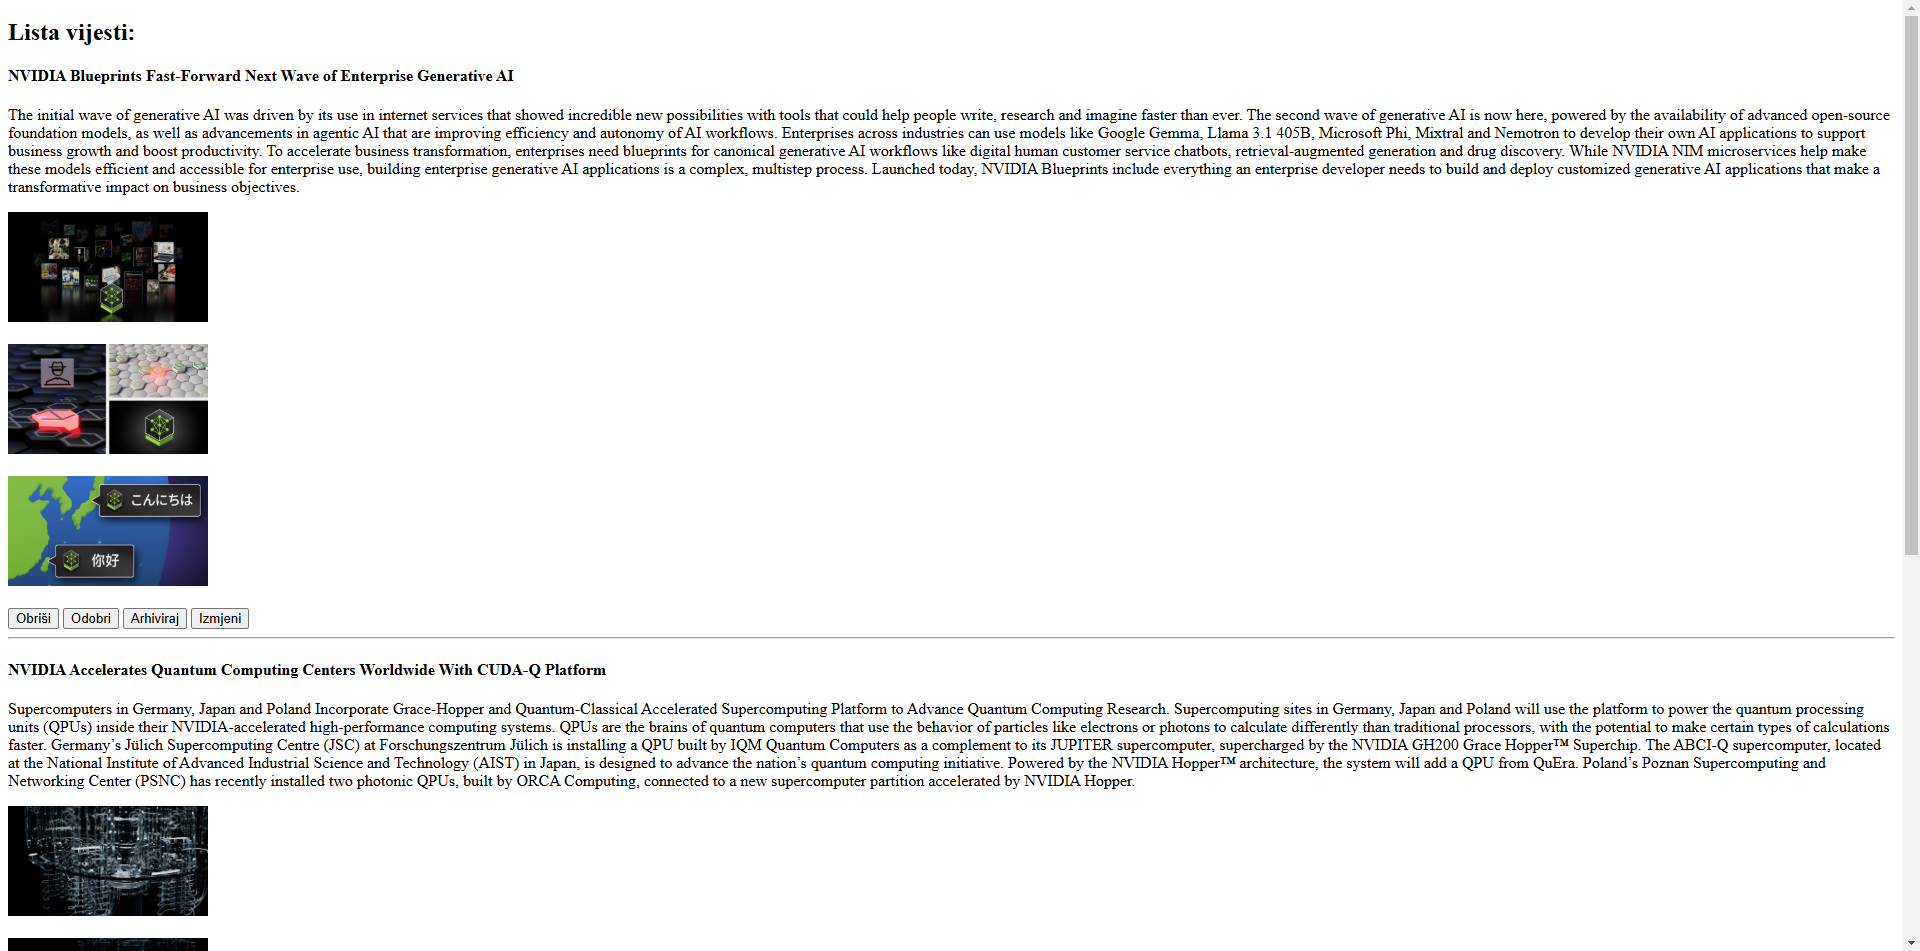 Lista vijesti:
NVIDIA Blueprints Fast-Forward Next Wave of Enterprise Generative AI
The initial wave of generative AI was driven by its use in internet services that showed incredible new possibilities with tools that could help people write, research and imagine faster than ever. The second wave of generative AI is now here, powered by the availability of advanced open-source
foundation models, as well as advancements in agentic AI that are improving efficiency and autonomy of AI workflows. Enterprises across industries can use models like Google Gemma, Llama 3.1 405B, Microsoft Phi, Mixtral and Nemotron to develop their own AI applications to support
business growth and boost productivity. To accelerate business transformation, enterprises need blueprints for canonical generative AI workflows like digital human customer service chatbots, retrieval-augmented generation and drug discovery. While NVIDIA NIM microservices help make
these models efficient and accessible for enterprise use, building enterprise generative AI applications is a complex, multistep process. Launched today, NVIDIA Blueprints include everything an enterprise developer needs to build and deploy customized generative AI applications that make a
transformative impact on business objectives.
こんにちは
你好
Obriši Odobri Arhiviraj Izmjeni
NVIDIA Accelerates Quantum Computing Centers Worldwide With CUDA-Q Platform
Supercomputers in Germany, Japan and Poland Incorporate Grace-Hopper and Quantum-Classical Accelerated Supercomputing Platform to Advance Quantum Computing Research. Supercomputing sites in Germany, Japan and Poland will use the platform to power the quantum processing
units (QPUs) inside their NVIDIA-accelerated high-performance computing systems. QPUs are the brains of quantum computers that use the behavior of particles like electrons or photons to calculate differently than traditional processors, with the potential to make certain types of calculations
faster. Germany’s Jülich Supercomputing Centre (JSC) at Forschungszentrum Jülich is installing a QPU built by IQM Quantum Computers as a complement to its JUPITER supercomputer, supercharged by the NVIDIA GH200 Grace Hopper™ Superchip. The ABCI-Q supercomputer, located
at the National Institute of Advanced Industrial Science and Technology (AIST) in Japan, is designed to advance the nation’s quantum computing initiative. Powered by the NVIDIA Hopper™ architecture, the system will add a QPU from QuEra. Poland’s Poznan Supercomputing and
Networking Center (PSNC) has recently installed two photonic QPUs, built by ORCA Computing, connected to a new supercomputer partition accelerated by NVIDIA Hopper.